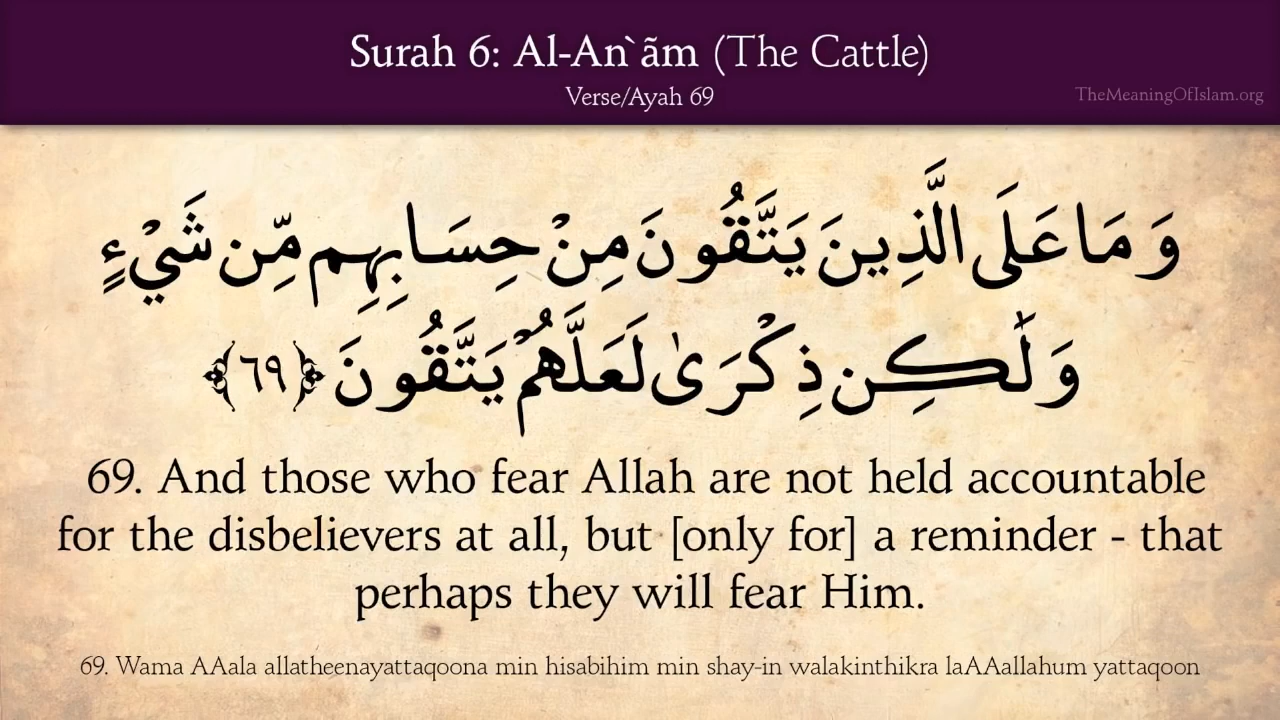 Surah 6: Al-An`ãm (The Cattle)
Verse/Ayah 69
TheMeaningOfIslam.org
وَمَا عَلَى الَّذِينَ يَتَّقُونَ مِنْ حِسَابِهِم مِّن شَيْءٍ
وَلَٰكِن ذِكْرَىٰ لَعَلَّهُمْ يَتَّقُونَ ﴿٦٩﴾
69. And those who fear Allah are not held accountable
for the disbelievers at all, but [only for] a reminder - that
perhaps they will fear Him.
69. Wama AAala allatheenayattaqoona min hisabihim min shay-in walakinthikra laAAallahum yattaqoon